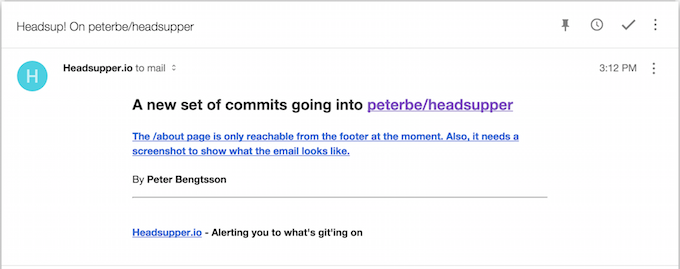 Headsup! On peterbe/headsupper
H
Headsupper.io to mail
3:12 PM
A new set of commits going into peterbe/headsupper
The /about page is only reachable from the footer at the moment. Also, it needs a
screenshot to show what the email looks like.
By Peter Bengtsson
Headsupper.io - Alerting you to what's git'ing on